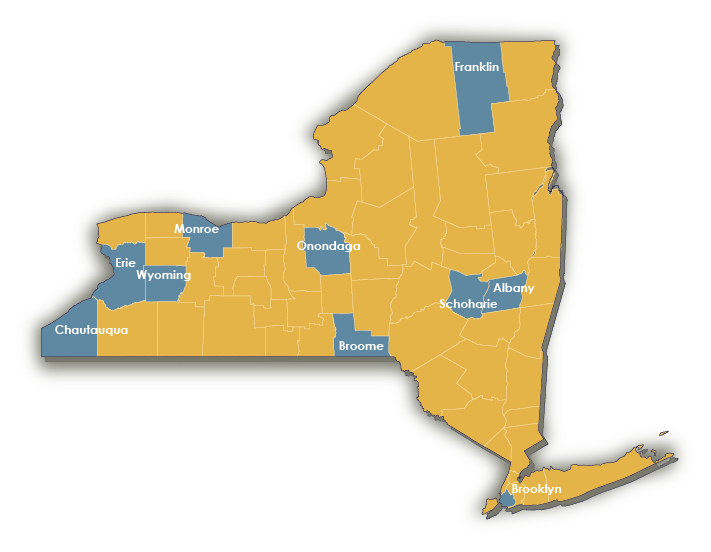 Franklin
Monroe
Onondaga
Erie
Wyoming
Albany
Schoharie
Chautauqua
Broome
Brooklyn